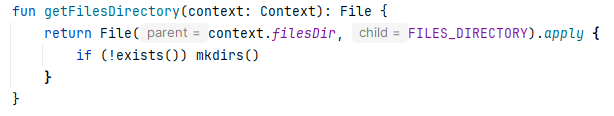 fun getFilesDirectory(context: Context): File {
    return File( parent = context.filesDir, child = FILES_DIRECTORY).apply {
        if (!exists()) mkdirs()
    }
}